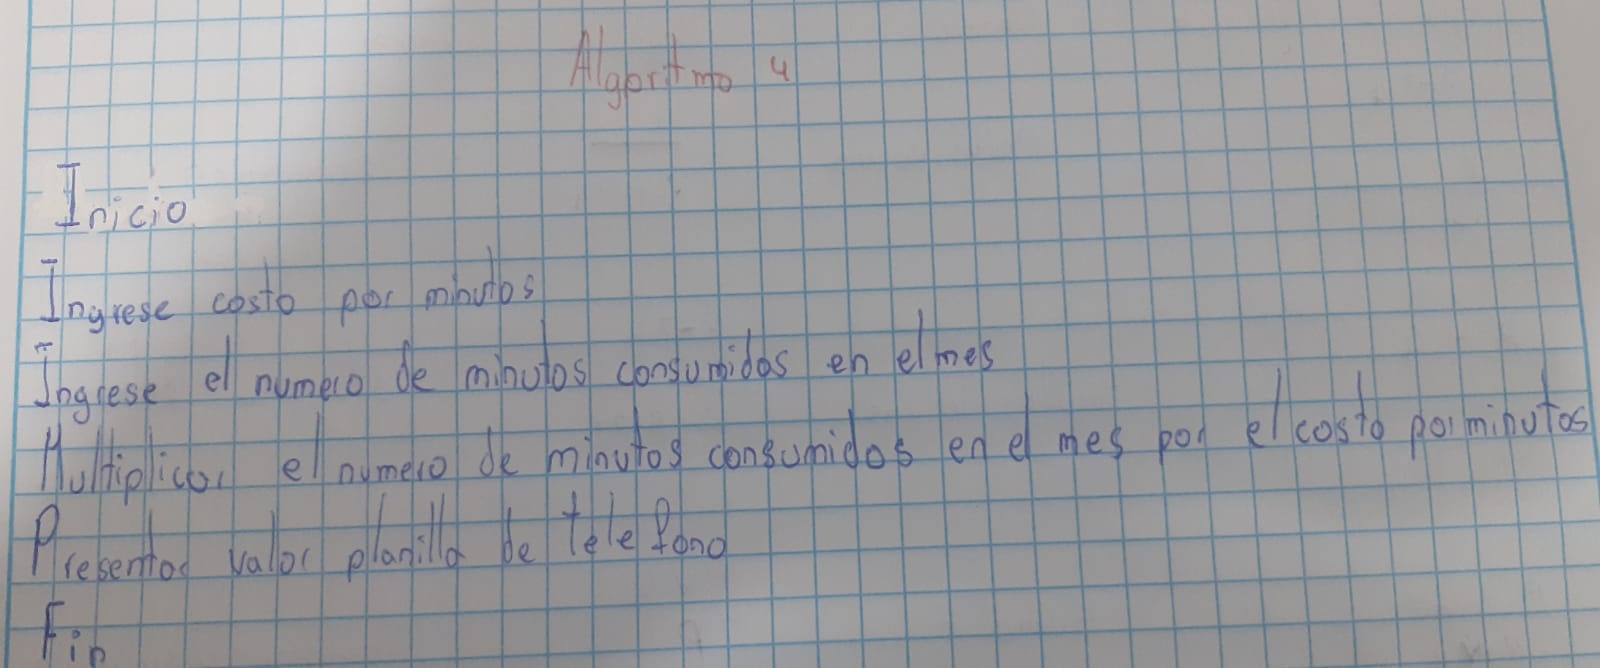 Algoritmo 4
Inicio
Ingrese costo por minutos
Ingrese el numero de minutos consumidos en el mes
Multiplicar el numero de minutos consumidos en el mes por el costo por minutos
Presentar valor planilla de telefono
Fin